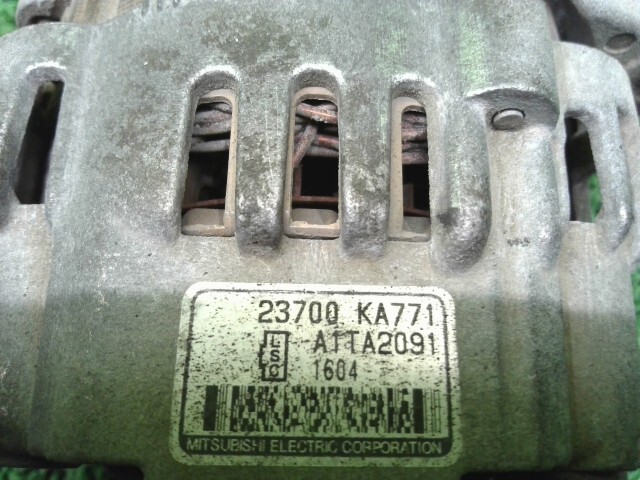 23700 KA771
LSC A1TA2091
1604
MITSUBISHI ELECTRIC CORPORATION